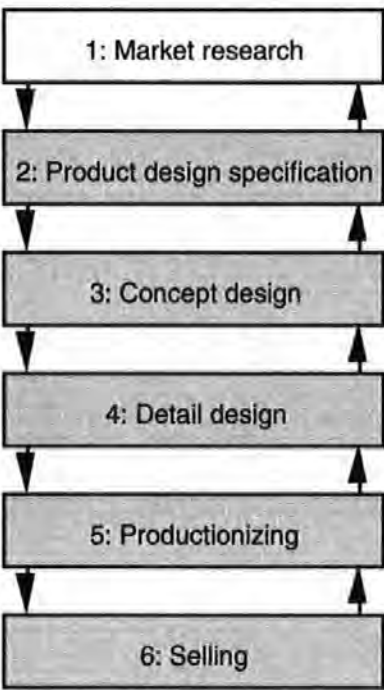 1: Market research
2: Product design specification
3: Concept design
4: Detail design
5: Productionizing
6: Selling